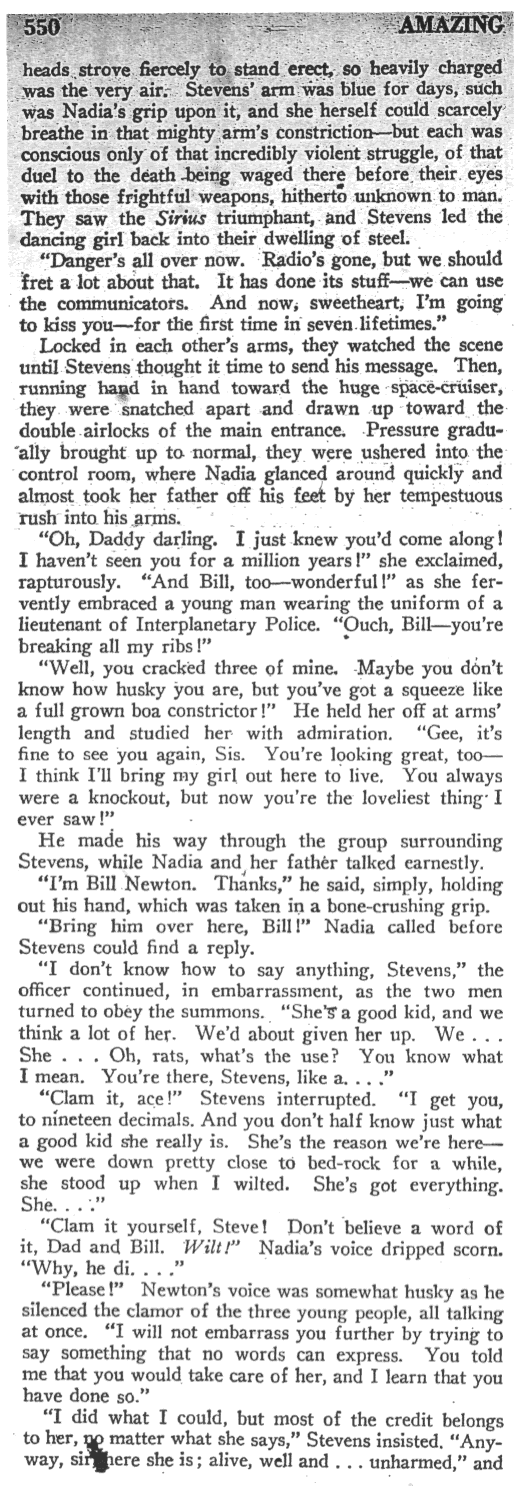 550 AMAZING
heads strove fiercely to stand erect, so heavily charged
was the very air. Stevens' arm was blue for days, such
was Nadia's grip upon it, and she herself could scarcely
breathe in that mighty arm's constriction—but each was
conscious only of that incredibly violent struggle, of that
duel to the death being waged there before their eyes
with those frightful weapons, hitherto unknown to man.
They saw the Sirius triumphant, and Stevens led the
dancing girl back into their dwelling of steel.
"Danger's all over now. Radio's gone, but we should
fret a lot about that. It has done its stuff—we can use
the communicators. And now, sweetheart, I'm going
to kiss you—for the first time in seven lifetimes."
Locked in each other's arms, they watched the scene
until Stevens thought it time to send his message. Then,
running hand in hand toward the huge space-cruiser,
they were snatched apart and drawn up toward the
double airlocks of the main entrance. Pressure gradu-
ally brought up to normal, they were ushered into the
control room, where Nadia glanced around quickly and
almost took her father off his feet by her tempestuous
rush into his arms.
"Oh, Daddy darling. I just knew you'd come along!
I haven't seen you for a million years!" she exclaimed,
rapturously. "And Bill, too—wonderful!" as she fer-
vently embraced a young man wearing the uniform of a
lieutenant of Interplanetary Police. "Ouch, Bill—you're
breaking all my ribs!"
"Well, you cracked three of mine. Maybe you don't
know how husky you are, but you've got a squeeze like
a full grown boa constrictor!" He held her off at arms'
length and studied her with admiration. "Gee, it's
fine to see you again, Sis. You're looking great, too—
I think I'll bring my girl out here to live. You always
were a knockout, but now you're the loveliest thing I
ever saw!"
He made his way through the group surrounding
Stevens, while Nadia and her father talked earnestly.
"I'm Bill Newton. Thanks," he said, simply, holding
out his hand, which was taken in a bone-crushing grip.
"Bring him over here, Bill!" Nadia called before
Stevens could find a reply.
"I don't know how to say anything, Stevens," the
officer continued, in embarrassment, as the two men
turned to obey the summons. "She's a good kid, and we
think a lot of her. We'd about given her up. We . . .
She . . . Oh, rats, what's the use? You know what
I mean. You're there, Stevens, like a. . . ."
"Clam it, ace!" Stevens interrupted. "I get you,
to nineteen decimals. And you don't half know just what
a good kid she really is. She's the reason we're here—
we were down pretty close to bed-rock for a while,
she stood up when I wilted. She's got everything.
She. . . ."
"Clam it yourself, Steve! Don't believe a word of
it, Dad and Bill. Wilt!" Nadia's voice dripped scorn.
"Why, he di. . . ."
"Please!" Newton's voice was somewhat husky as he
silenced the clamor of the three young people, all talking
at once. "I will not embarrass you further by trying to
say something that no words can express. You told
me that you would take care of her, and I learn that you
have done so."
"I did what I could, but most of the credit belongs
to her, no matter what she says," Stevens insisted. "Any-
way, sir, here she is; alive, well and . . . unharmed," and